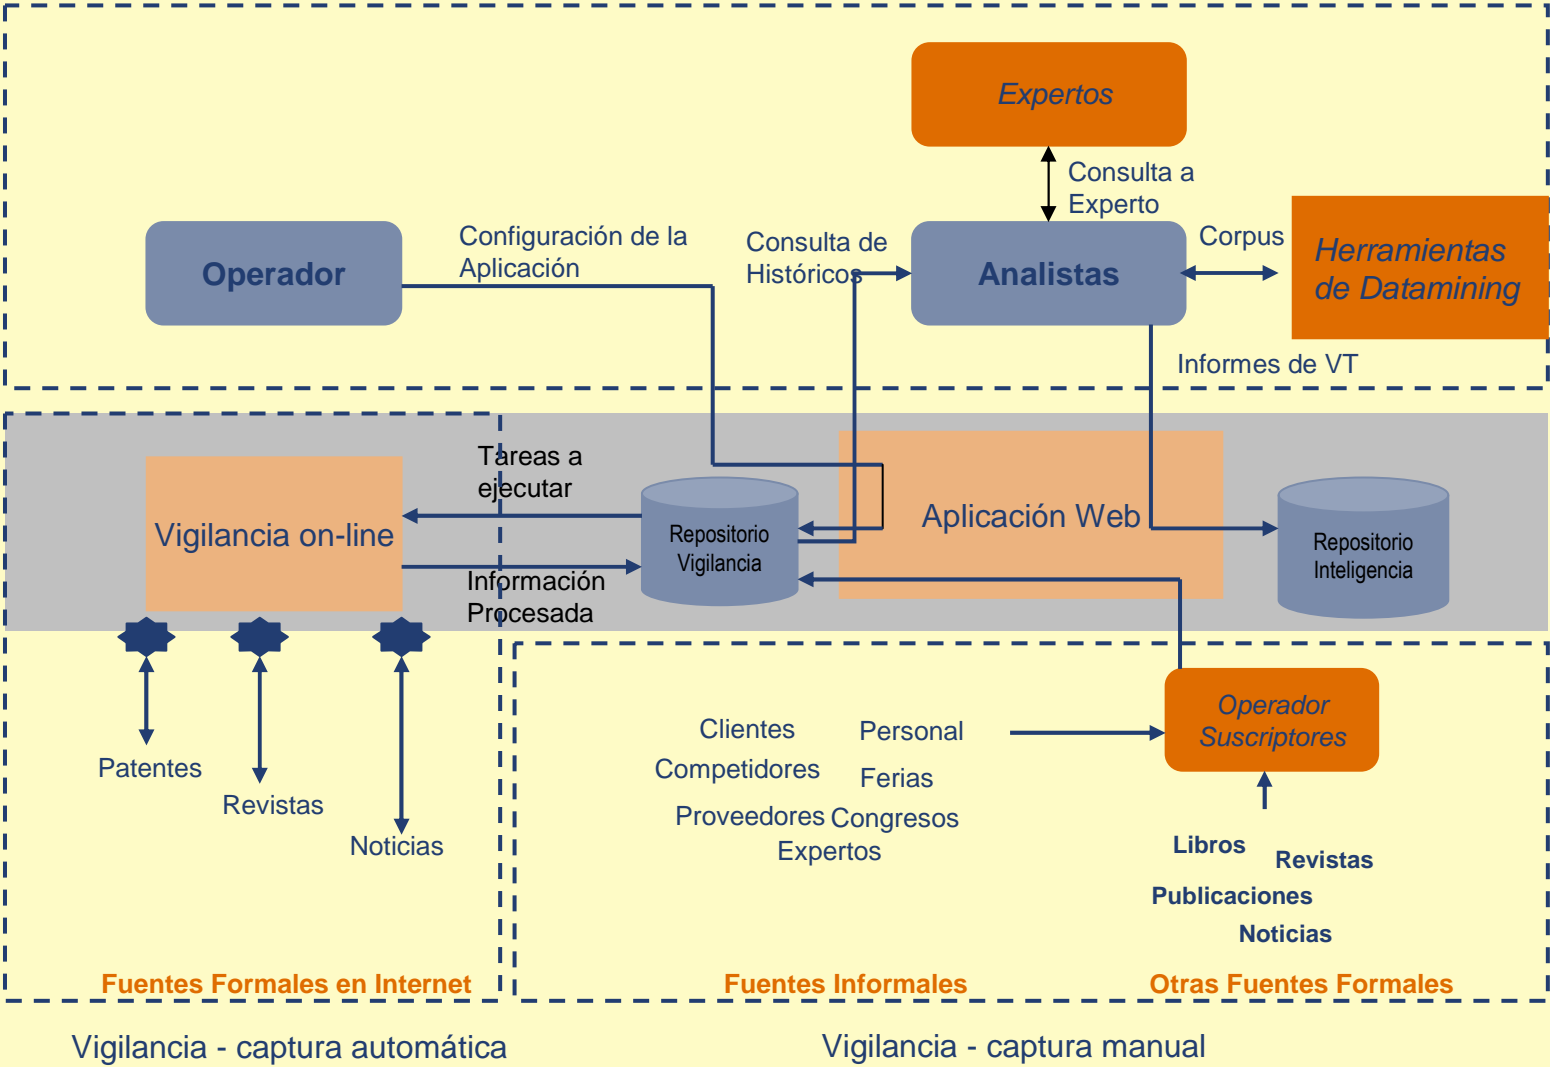 Expertos
Consulta a
Experto
Operador
Configuración de la
Aplicación
Consulta de
Históricos
Analistas
Corpus
Herramientas
de Datamining
Informes de VT
Vigilancia on-line
Tareas a
ejecutar
Información
Procesada
Repositorio
Vigilancia
Aplicación Web
Repositorio
Inteligencia
Patentes
Revistas
Noticias
Clientes
Personal
Competidores
Ferias
Proveedores
Congresos
Expertos
Operador
Suscriptores
Libros
Revistas
Publicaciones
Noticias
Fuentes Formales en Internet
Fuentes Informales
Otras Fuentes Formales
Vigilancia - captura automática
Vigilancia - captura manual